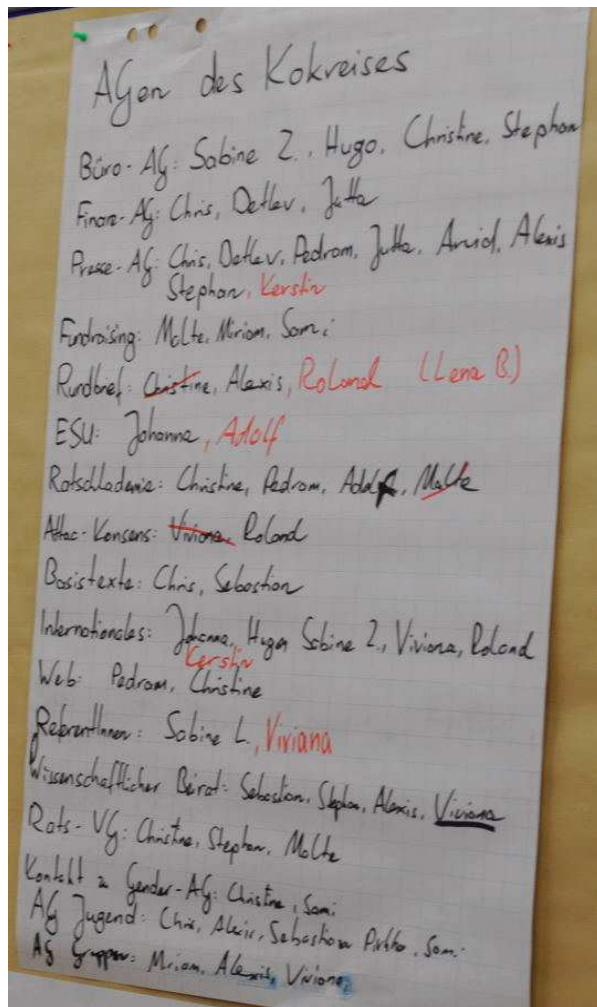 AGen des Kokreises
Büro-AG: Sabine Z., Hugo, Christine, Stephan
Finanz-AG: Chris, Detlev, Jutta
Presse-AG: Chris, Detlev, Pedram, Jutta, Arvid, Alexis
Stephan, Kerstin
Fundraising: Malte, Miriam, Sami
Rundbrief: Christine, Alexis, Roland (Lena B.)
ESU: Johanna, Adolf
Ratschlagswie: Christine, Pedram, Adolf, Malte
Attac-Konsens: Viviana, Roland
Basistexte: Chris, Sebastian
Internationales: Johanna, Hugo, Sabine Z., Viviana, Roland
Kerstin
Web: Pedram, Christine
ReferentInnen: Sabine L., Viviana
Wissenschaftlicher Beirat: Sebastian, Stephan, Alexis, Viviana
Rats-VG: Christine, Stephan, Malte
Kontakt zu Gender-AG: Christine, Sami
AG Jugend: Chris, Alexis, Sebastian, Sami
AG Gruppen: Miriam, Alexis, Viviana